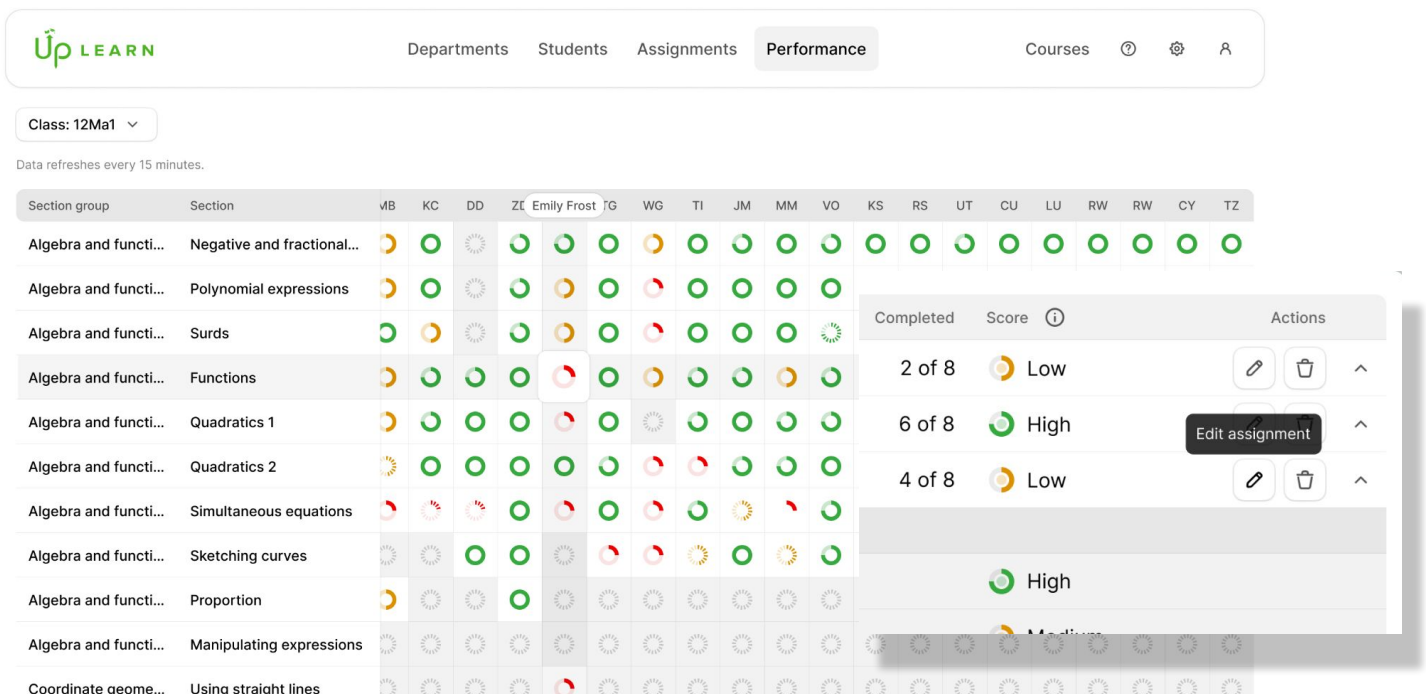 Up LEARN
Departments Students Assignments Performance Courses
Class: 12Ma1
Data refreshes every 15 minutes.
Section group Section MB KC DD ZD Emily Frost TG WG TI JM MM VO KS RS UT CU LU RW RW CY TZ
Algebra and functi... Negative and fractional...
Algebra and functi... Polynomial expressions
Algebra and functi... Surds
Algebra and functi... Functions
Algebra and functi... Quadratics 1
Algebra and functi... Quadratics 2
Algebra and functi... Simultaneous equations
Algebra and functi... Sketching curves
Algebra and functi... Proportion
Algebra and functi... Manipulating expressions
Coordinate geome... Using straight lines
Completed Score Actions
2 of 8 Low
6 of 8 High
Edit assignment
4 of 8 Low
High
Medium